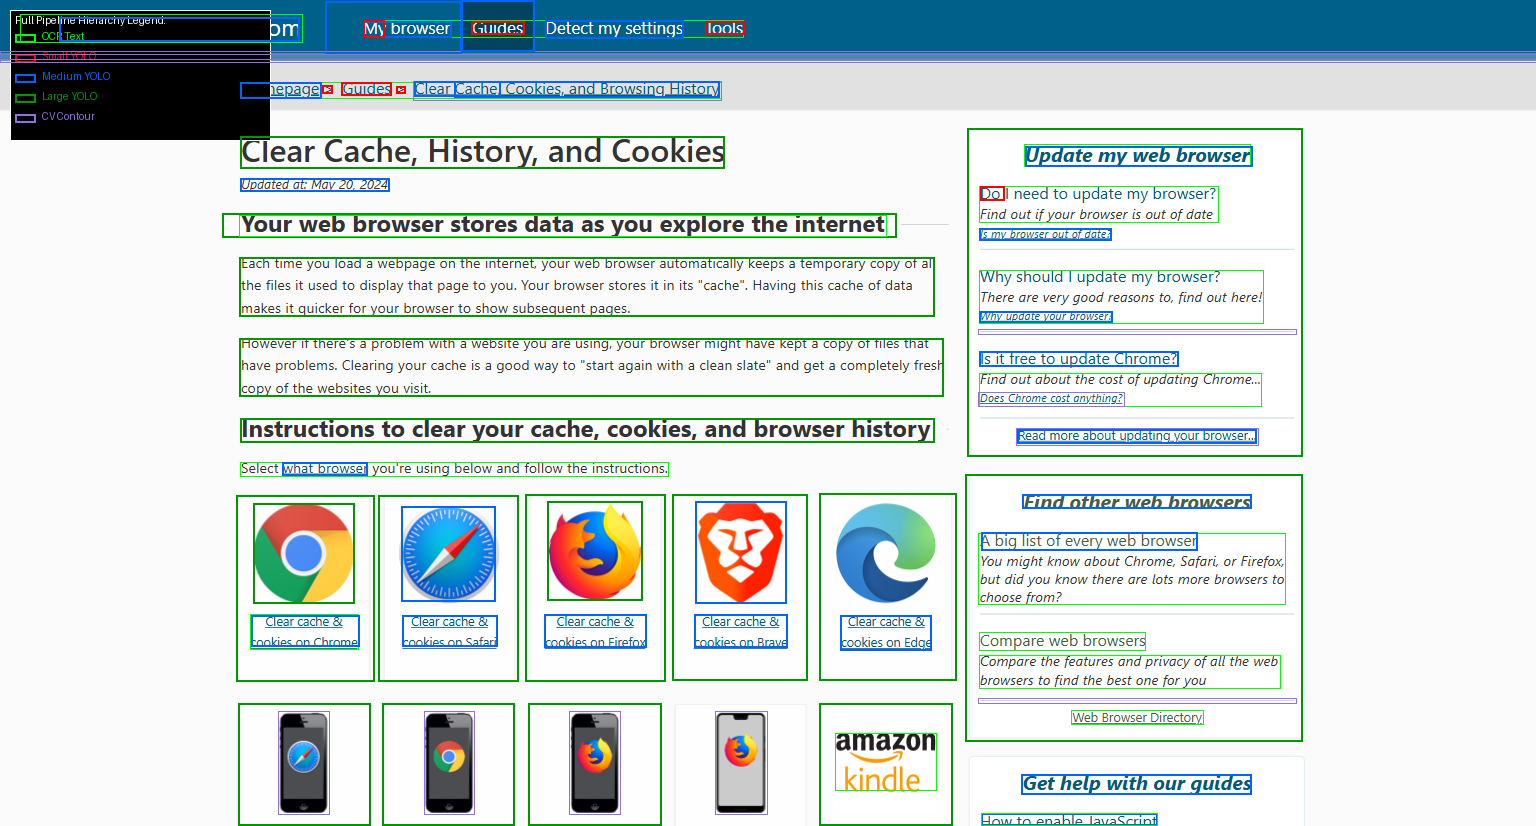 Full Pipeline Hierarchy Legend:
OCR Text
Small YOLO
Medium YOLO
Large YOLO
CV Contour
om
My browser
Guides
Detect my settings
Tools
mepage
Guides
Clear Cache, Cookies, and Browsing History
Clear Cache, History, and Cookies
Updated at: May 20, 2024
Your web browser stores data as you explore the internet
Each time you load a webpage on the internet, your web browser automatically keeps a temporary copy of all
the files it used to display that page to you. Your browser stores it in its "cache". Having this cache of data
makes it quicker for your browser to show subsequent pages.
However if there's a problem with a website you are using, your browser might have kept a copy of files that
have problems. Clearing your cache is a good way to "start again with a clean slate" and get a completely fresh
copy of the websites you visit.
Instructions to clear your cache, cookies, and browser history
Select what browser you're using below and follow the instructions.
Clear cache &
cookies on Chrome
Clear cache &
cookies on Safari
Clear cache &
cookies on Firefox
Clear cache &
cookies on Brave
Clear cache &
cookies on Edge
amazon
kindle
Update my web browser
Do I need to update my browser?
Find out if your browser is out of date
Is my browser out of date?
Why should I update my browser?
There are very good reasons to, find out here!
Why update your browser?
Is it free to update Chrome?
Find out about the cost of updating Chrome...
Does Chrome cost anything?
Read more about updating your browser...
Find other web browsers
A big list of every web browser
You might know about Chrome, Safari, or Firefox,
but did you know there are lots more browsers to
choose from?
Compare web browsers
Compare the features and privacy of all the web
browsers to find the best one for you
Web Browser Directory
Get help with our guides
How to enable JavaScript